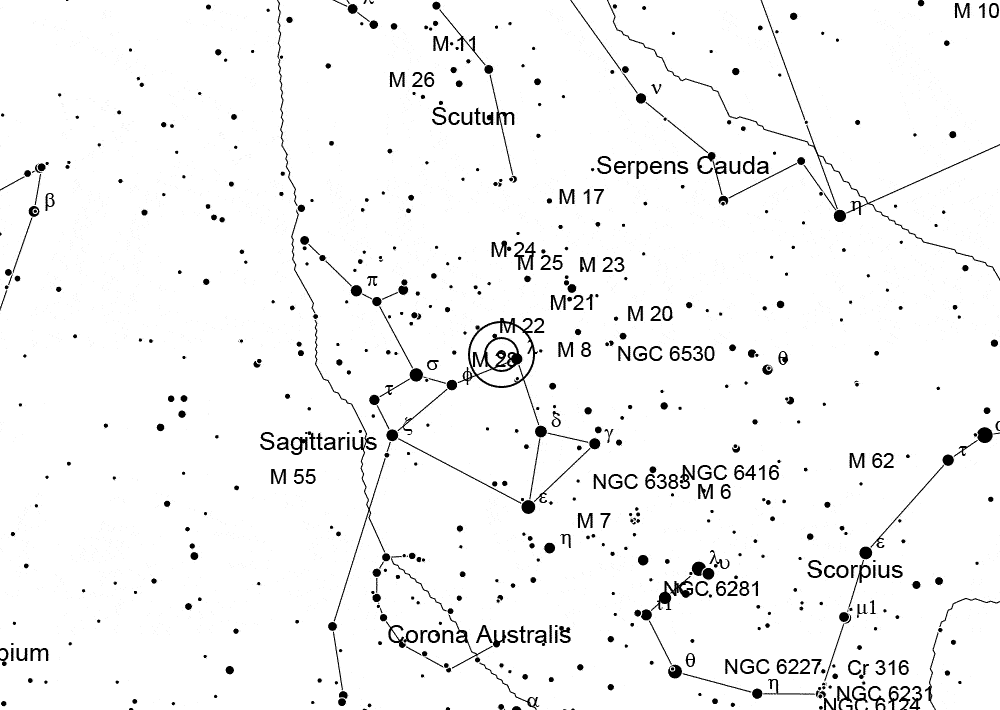 λ
M 10
M 11
M 26
ν
Scutum
Serpens Cauda
β
M 17
η
M 24
M 25
M 23
π
M 21
M 20
M 22
λ
M 8
NGC 6530
θ
M 28
σ
φ
τ
δ
ζ
γ
Sagittarius
τ
M 62
M 55
NGC 6416
NGC 6383
M 6
ε
M 7
η
ε
λ
υ
Scorpius
NGC 6281
ι1
μ1
Corona Australis
pium
θ
NGC 6227
Cr 316
η
NGC 6231
NGC 6124
α